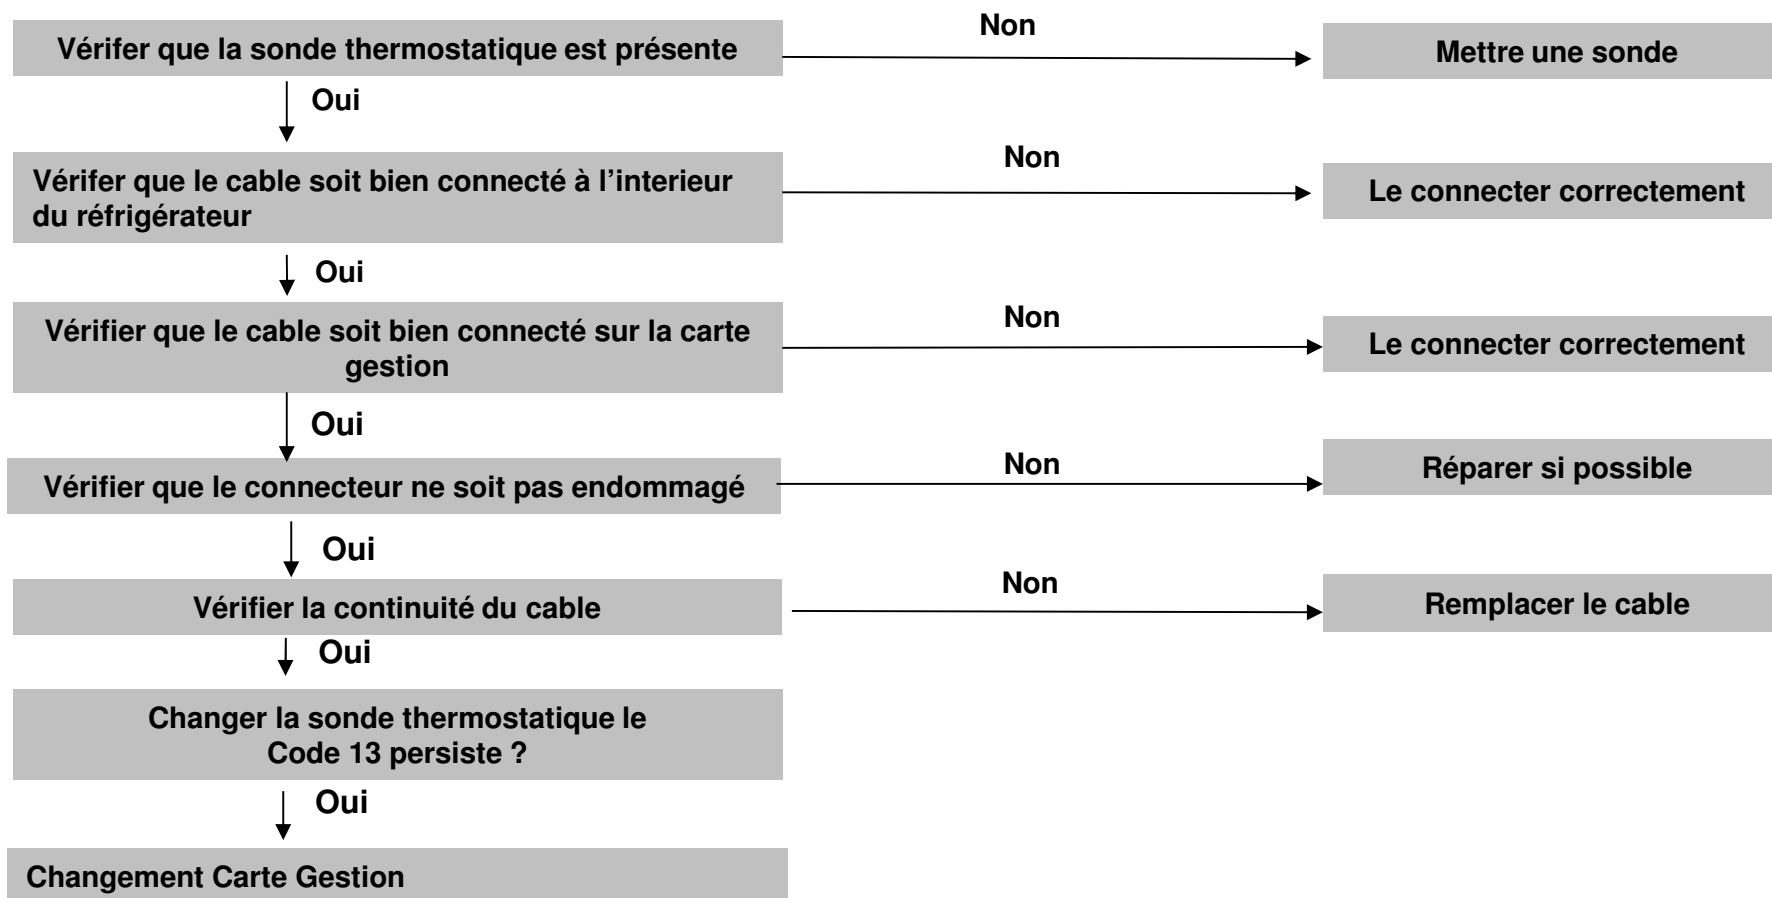 Non
Vérifer que la sonde thermostatique est présente
Mettre une sonde
Oui
Non
Vérifer que le cable soit bien connecté à l’interieur
du réfrigérateur
Le connecter correctement
Oui
Non
Vérifier que le cable soit bien connecté sur la carte
gestion
Le connecter correctement
Oui
Non
Vérifier que le connecteur ne soit pas endommagé
Réparer si possible
Oui
Non
Vérifier la continuité du cable
Remplacer le cable
Oui
Changer la sonde thermostatique le
Code 13 persiste ?
Oui
Changement Carte Gestion